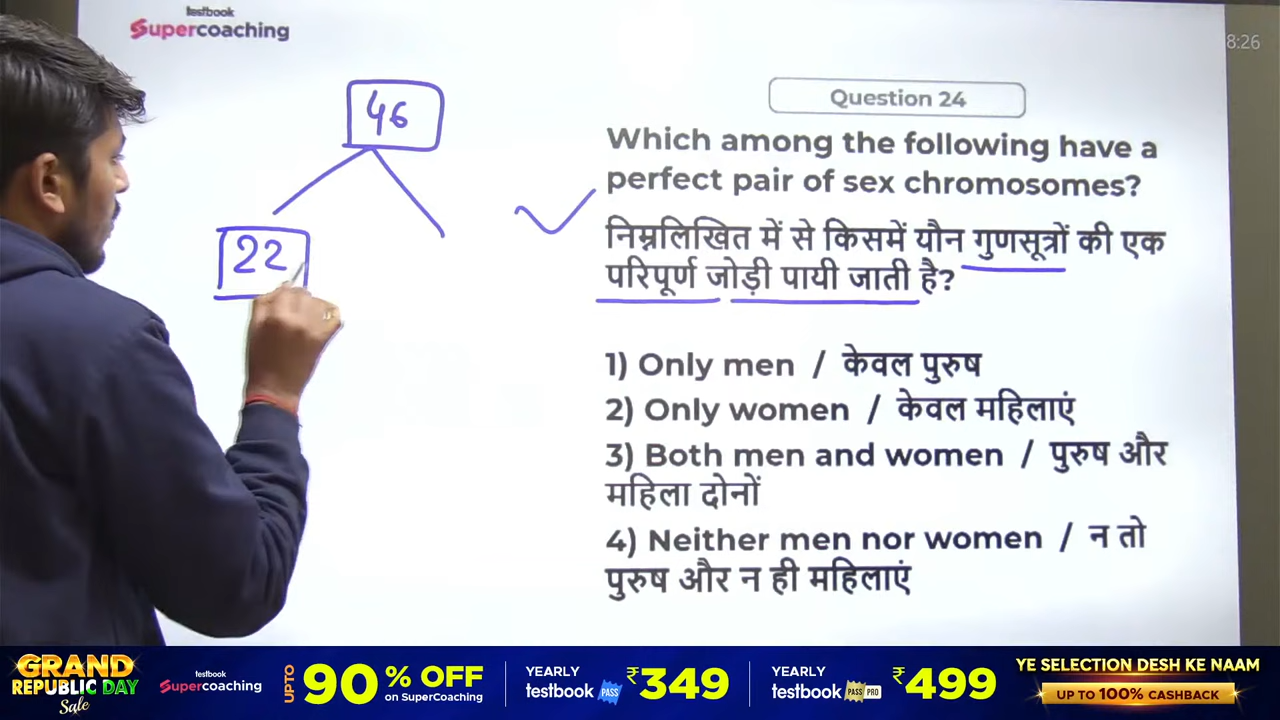 testbook
Supercoaching
8:26
46
22
Question 24
Which among the following have a
perfect pair of sex chromosomes?
निम्नलिखित में से किसमें यौन गुणसूत्रों की एक
परिपूर्ण जोड़ी पायी जाती है?
1) Only men / केवल पुरुष
2) Only women / केवल महिलाएं
3) Both men and women / पुरुष और
महिला दोनों
4) Neither men nor women / न तो
पुरुष और न ही महिलाएं
GRAND
REPUBLIC DAY
Sale
testbook
Supercoaching
UPTO 90% OFF
on SuperCoaching
YEARLY
testbook PASS ₹349
YEARLY
testbook PASS PRO ₹499
YE SELECTION DESH KE NAAM
UP TO 100% CASHBACK